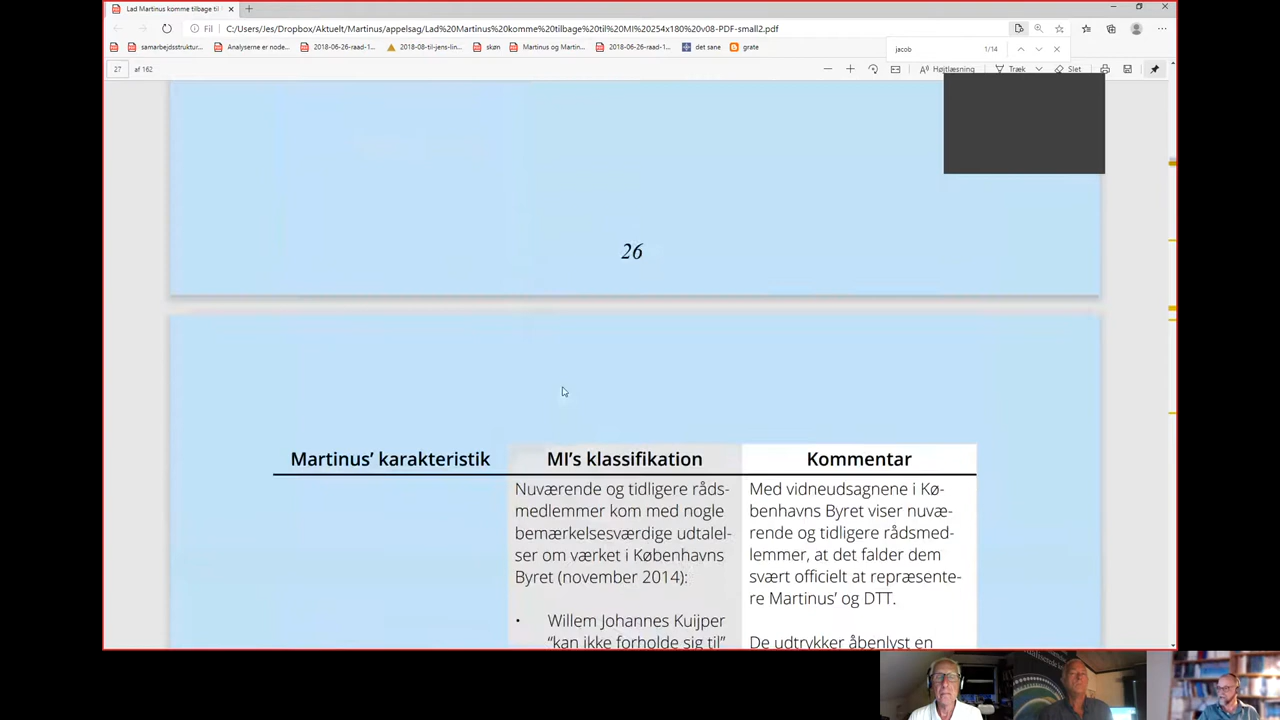 Lad Martinus komme tilbage til
Fil
C:/Users/Jes/Dropbox/Aktuelt/Martinus/appelsag/Lad%20Martinus%20komme%20tilbage%20til%20MI%20254x180%20v08-PDF-small2.pdf
samarbejdsstruktur...
Analyserne er node...
2018-06-26-raad-1...
2018-08-til-jens-lin...
skøn
Martinus og Martin...
2018-06-26-raad-1...
det sane
grate
jacob
1/14
27
af 162
Højtlæsning
Træk
Slet
26
Martinus’ karakteristik
MI’s klassifikation
Kommentar
Nuværende og tidligere råds-
medlemmer kom med nogle
bemærkelsesværdige udtalel-
ser om værket i Københavns
Byret (november 2014):
• Willem Johannes Kuijper
“kan ikke forholde sig til”
Med vidneudsagnene i Kø-
benhavns Byret viser nuvæ-
rende og tidligere rådsmed-
lemmer, at det falder dem
svært officielt at repræsente-
re Martinus’ og DTT.
De udtrykker åbenlyst en